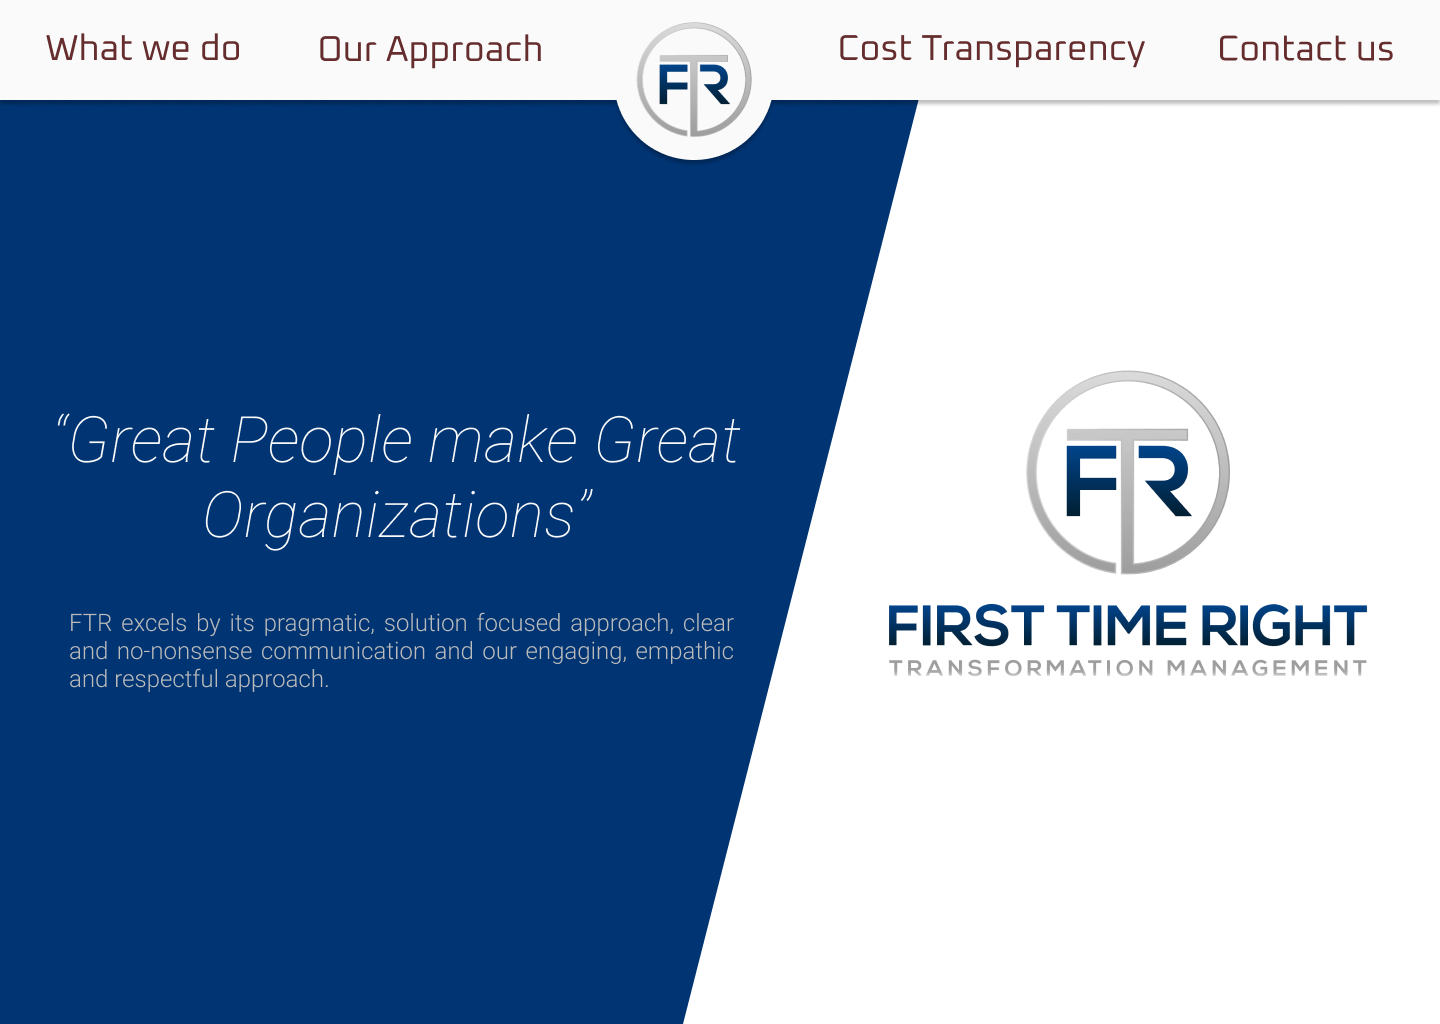 What we do
Our Approach
FTR
Cost Transparency
Contact us
“Great People make Great
Organizations”
FTR excels by its pragmatic, solution focused approach, clear
and no-nonsense communication and our engaging, empathic
and respectful approach.
FTR
FIRST TIME RIGHT
TRANSFORMATION MANAGEMENT